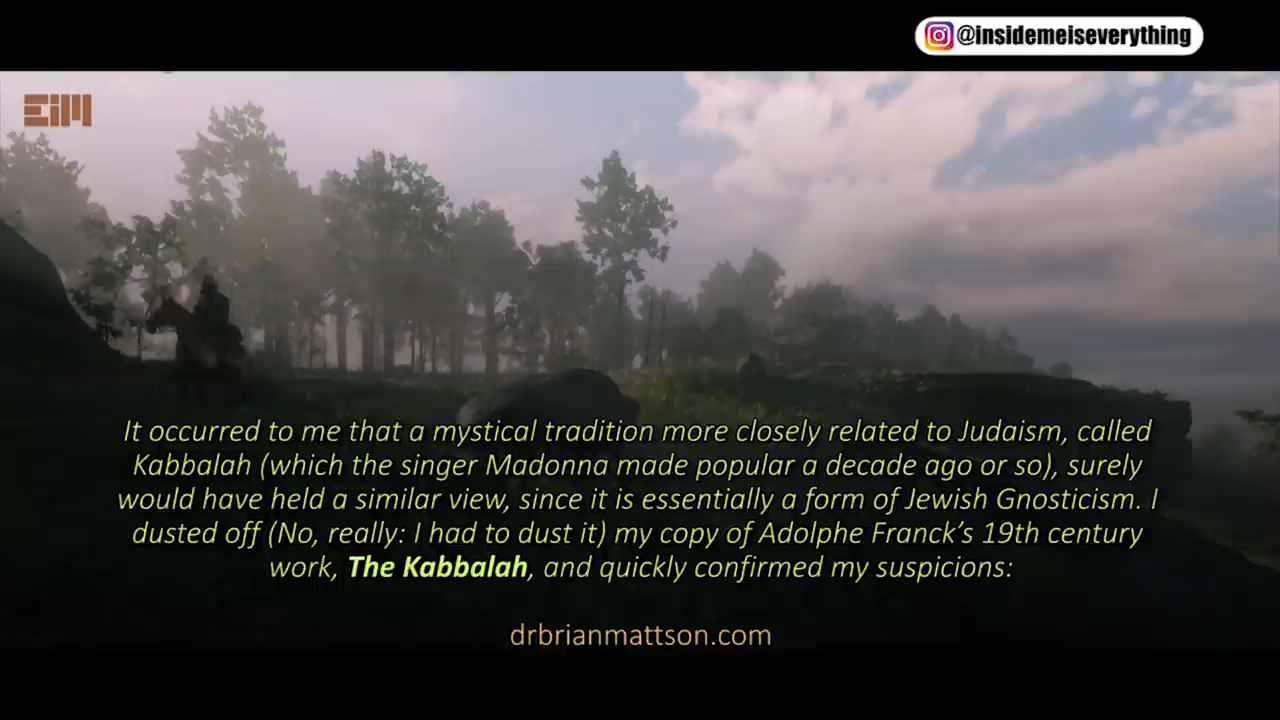 @insidemeiseverything
EiM
It occurred to me that a mystical tradition more closely related to Judaism, called
Kabbalah (which the singer Madonna made popular a decade ago or so), surely
would have held a similar view, since it is essentially a form of Jewish Gnosticism. I
dusted off (No, really: I had to dust it) my copy of Adolphe Franck’s 19th century
work, The Kabbalah, and quickly confirmed my suspicions:
drbrianmattson.com